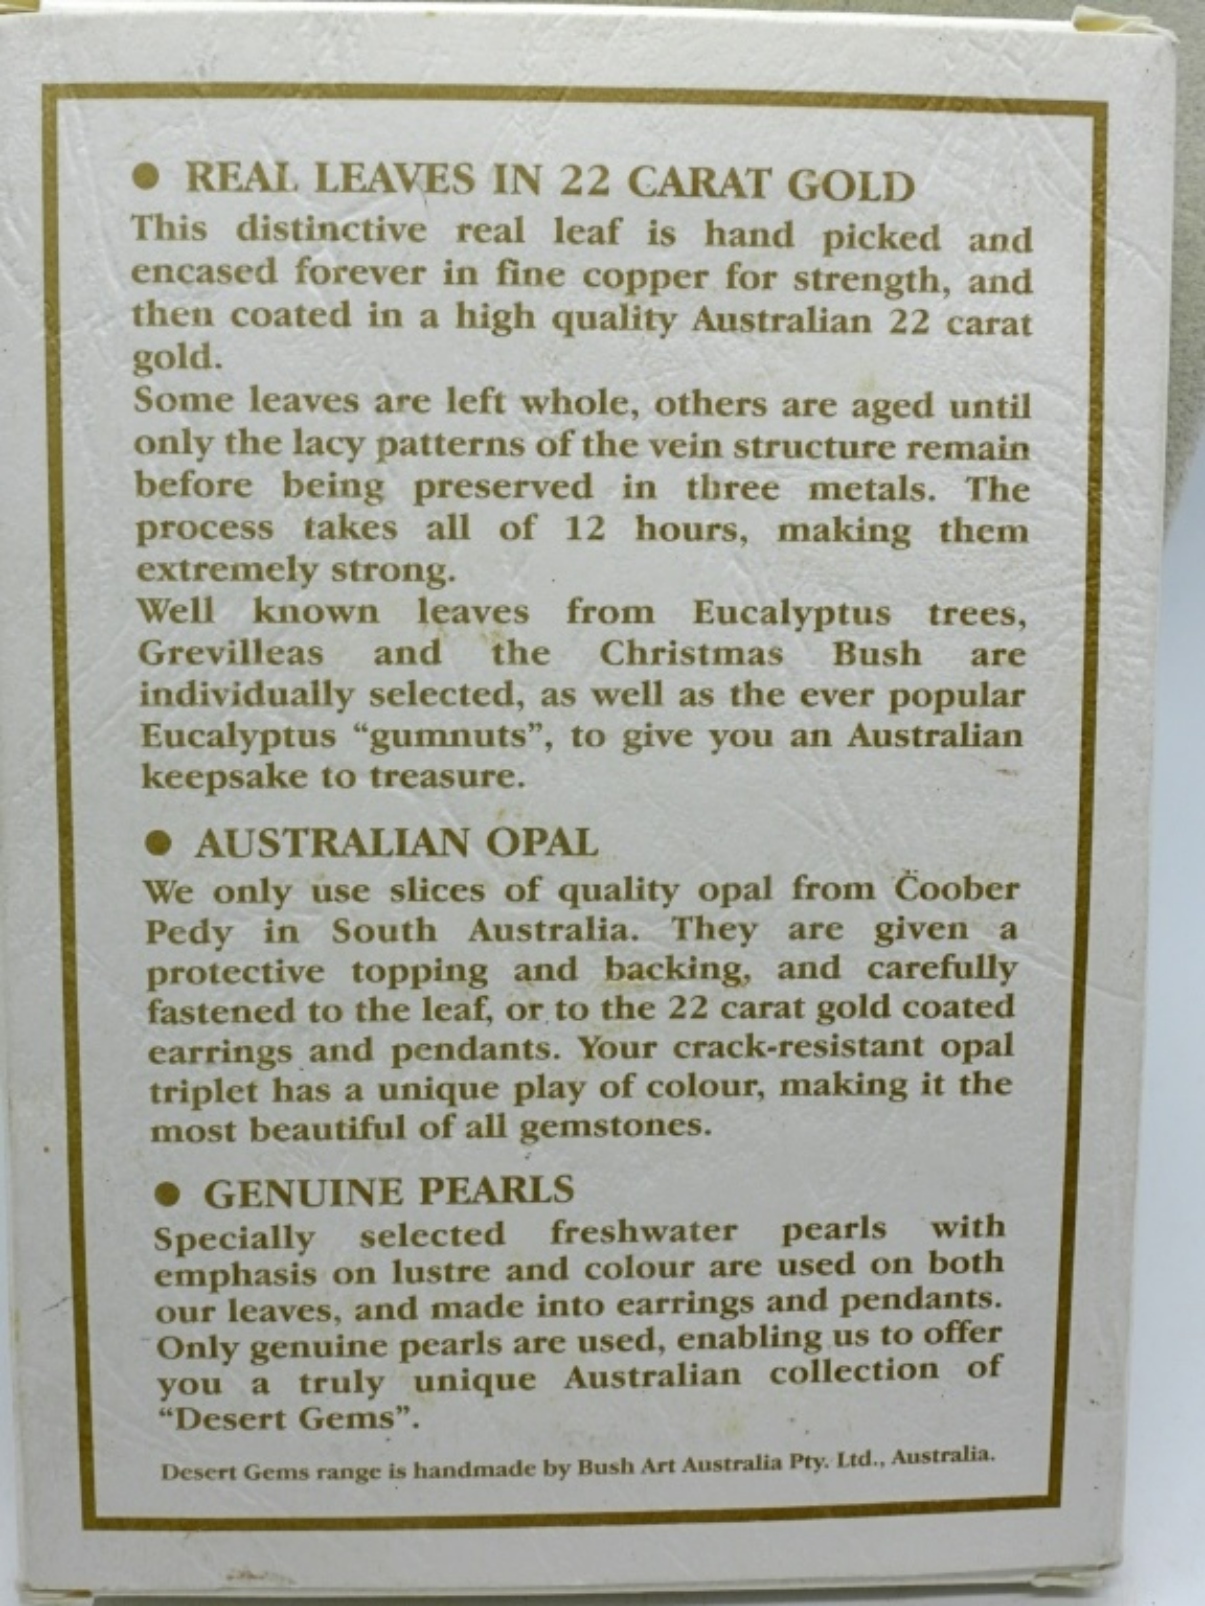 ● REAL LEAVES IN 22 CARAT GOLD
This distinctive real leaf is hand picked and
encased forever in fine copper for strength, and
then coated in a high quality Australian 22 carat
gold.
Some leaves are left whole, others are aged until
only the lacy patterns of the vein structure remain
before being preserved in three metals. The
process takes all of 12 hours, making them
extremely strong.
Well known leaves from Eucalyptus trees,
Grevilleas and the Christmas Bush are
individually selected, as well as the ever popular
Eucalyptus “gumnuts”, to give you an Australian
keepsake to treasure.
● AUSTRALIAN OPAL
We only use slices of quality opal from Coober
Pedy in South Australia. They are given a
protective topping and backing, and carefully
fastened to the leaf, or to the 22 carat gold coated
earrings and pendants. Your crack-resistant opal
triplet has a unique play of colour, making it the
most beautiful of all gemstones.
● GENUINE PEARLS
Specially selected freshwater pearls with
emphasis on lustre and colour are used on both
our leaves, and made into earrings and pendants.
Only genuine pearls are used, enabling us to offer
you a truly unique Australian collection of
“Desert Gems”.
Desert Gems range is handmade by Bush Art Australia Pty. Ltd., Australia.